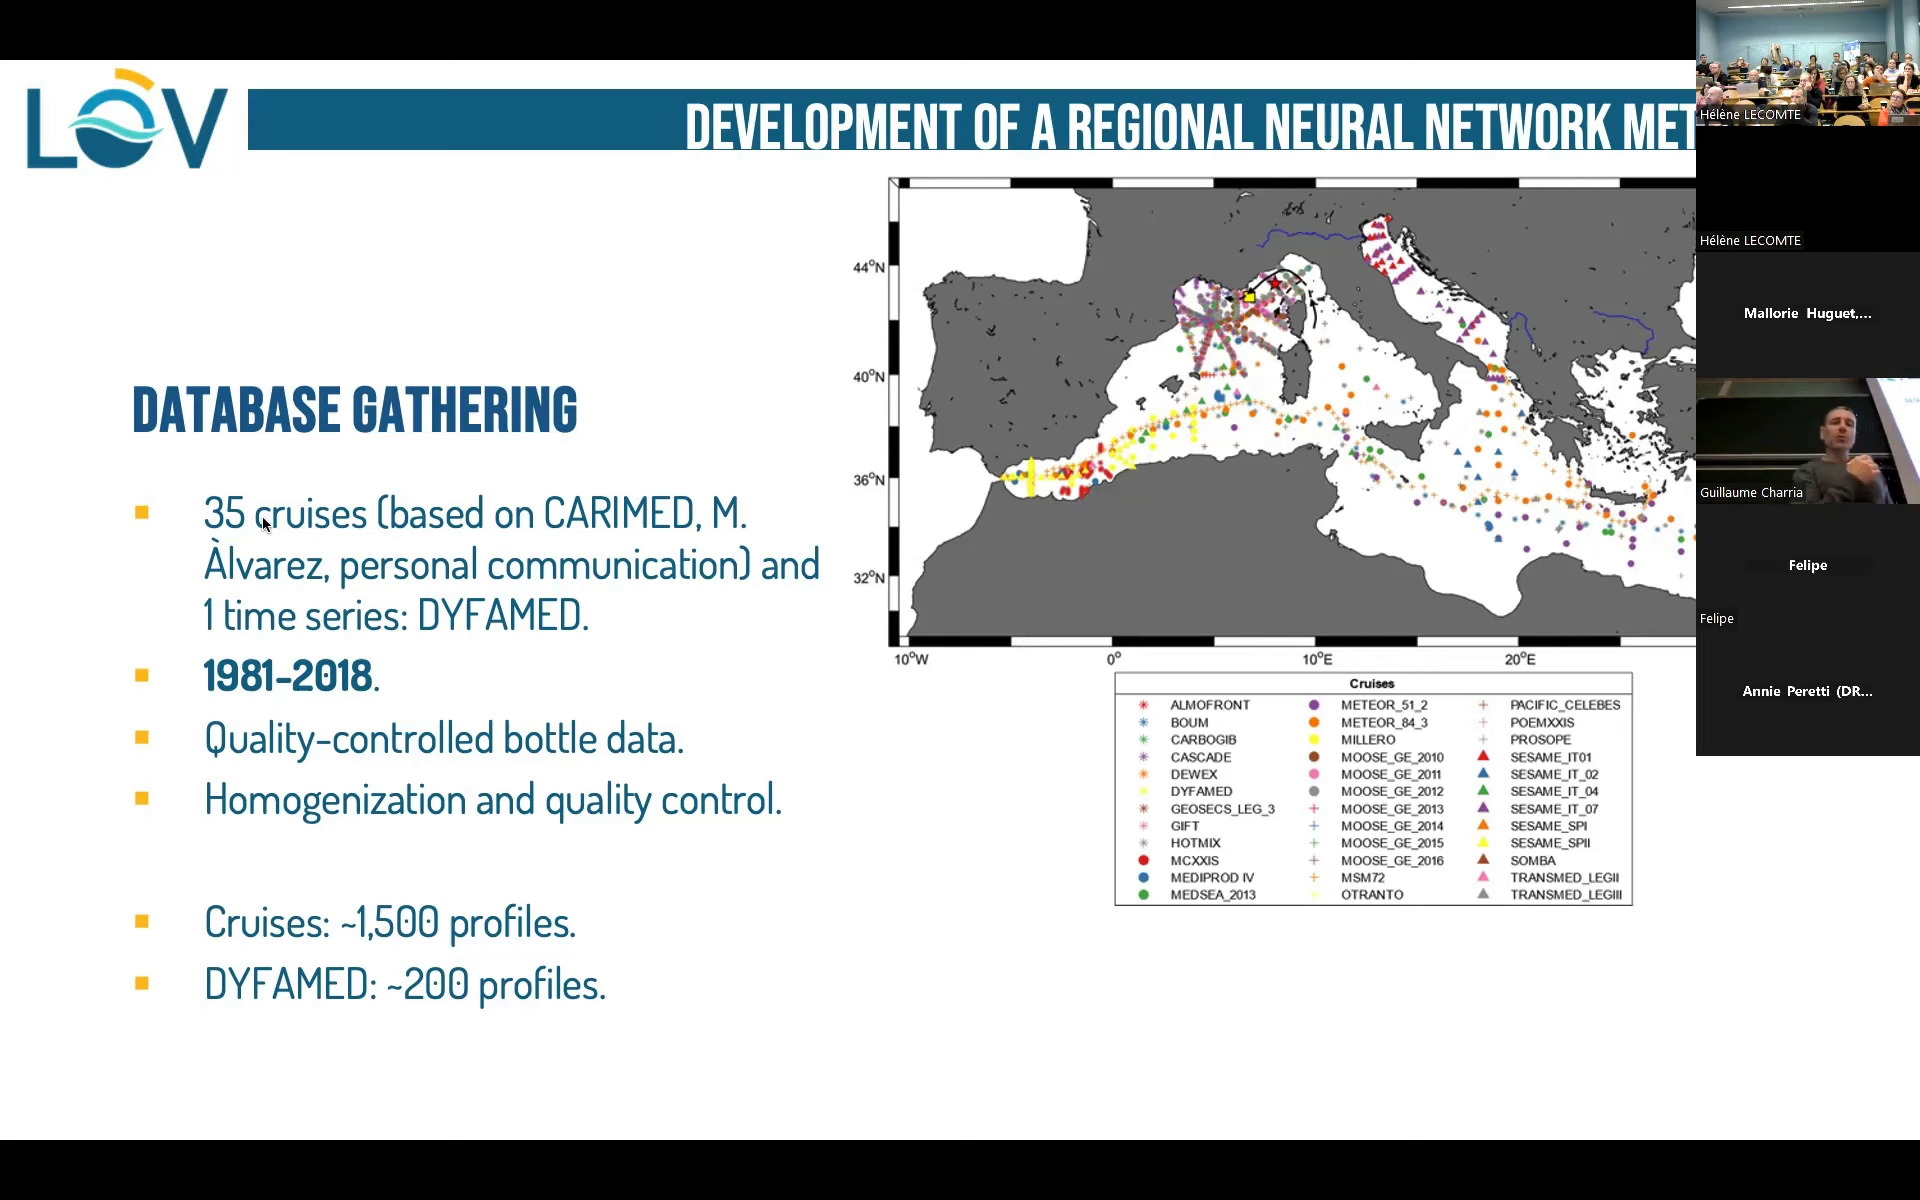 LOV
DEVELOPMENT OF A REGIONAL NEURAL NETWORK MET
DATABASE GATHERING
35 cruises (based on CARIMED, M.
Àlvarez, personal communication) and
1 time series: DYFAMED.
1981-2018.
Quality-controlled bottle data.
Homogenization and quality control.
Cruises: ~1,500 profiles.
DYFAMED: ~200 profiles.
44°N
40°N
36°N
32°N
10°W
0°
10°E
20°E
Cruises
ALMOFRONT
BOUM
CARBOGIB
CASCADE
DEWEX
DYFAMED
GEOSECS_LEG_3
GIFT
HOTMIX
MCXXIS
MEDIPROD IV
MEDSEA_2013
METEOR_51_2
METEOR_84_3
MILLERO
MOOSE_GE_2010
MOOSE_GE_2011
MOOSE_GE_2012
MOOSE_GE_2013
MOOSE_GE_2014
MOOSE_GE_2015
MOOSE_GE_2016
MSM72
OTRANTO
PACIFIC_CELEBES
POEMXXIS
PROSOPE
SESAME_IT01
SESAME_IT_02
SESAME_IT_04
SESAME_IT_07
SESAME_SPI
SESAME_SPII
SOMBA
TRANSMED_LEGII
TRANSMED_LEGIII
Hélène LECOMTE
Hélène LECOMTE
Mallorie Huguet,...
Guillaume Charria
Felipe
Felipe
Annie Peretti (DR...